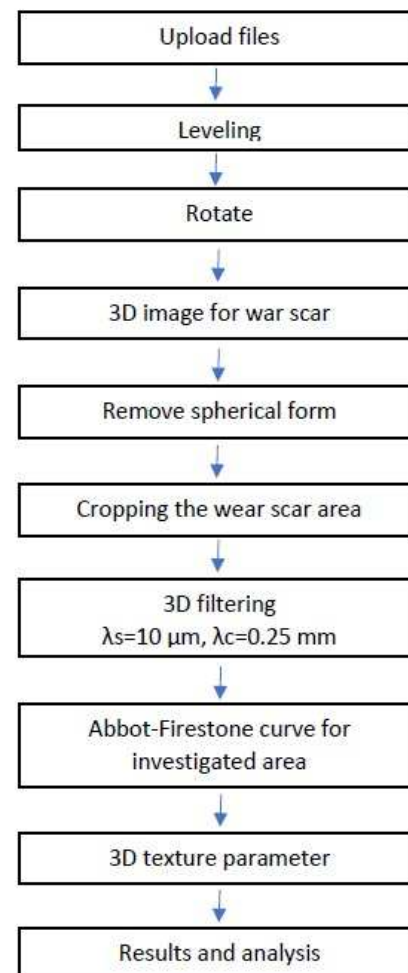 Upload files
Leveling
Rotate
3D image for war scar
Remove spherical form
Cropping the wear scar area
3D filtering
λs=10 μm, λc=0.25 mm
Abbot-Firestone curve for
investigated area
3D texture parameter
Results and analysis